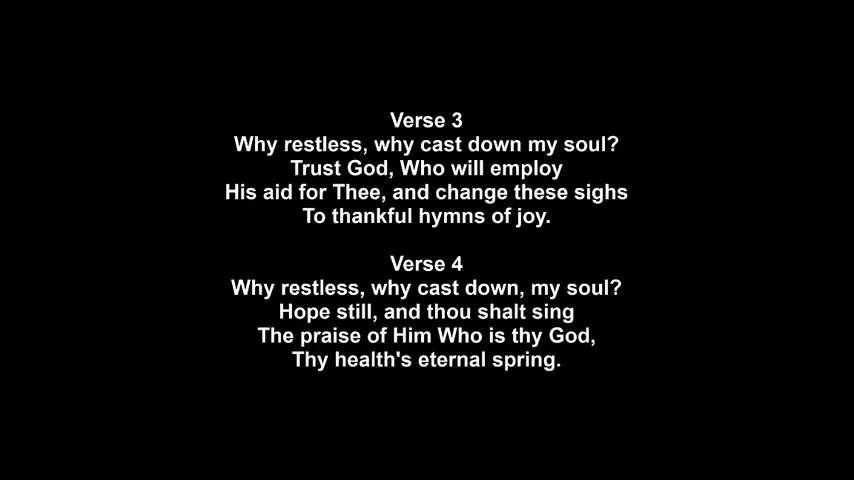 Verse 3
Why restless, why cast down my soul?
Trust God, Who will employ
His aid for Thee, and change these sighs
To thankful hymns of joy.
Verse 4
Why restless, why cast down, my soul?
Hope still, and thou shalt sing
The praise of Him Who is thy God,
Thy health's eternal spring.